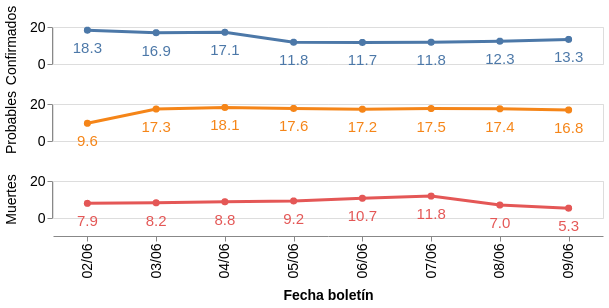 Confirmados
20
0
18.3 16.9 17.1 11.8 11.7 11.8 12.3 13.3
Probables
20
0
9.6 17.3 18.1 17.6 17.2 17.5 17.4 16.8
Muertes
20
0
7.9 8.2 8.8 9.2 10.7 11.8 7.0 5.3
02/06 03/06 04/06 05/06 06/06 07/06 08/06 09/06
Fecha boletín